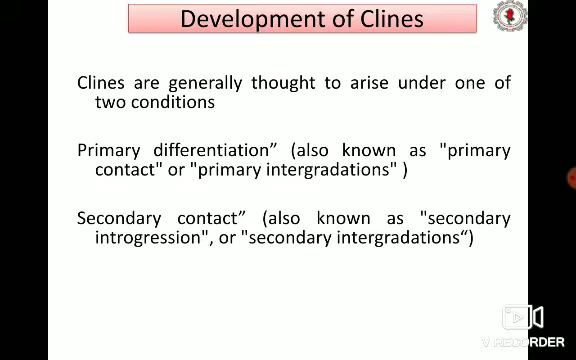 Development of Clines
Clines are generally thought to arise under one of
two conditions
Primary differentiation” (also known as "primary
contact" or "primary intergradations" )
Secondary contact” (also known as "secondary
introgression", or "secondary intergradations“)
V RECORDER